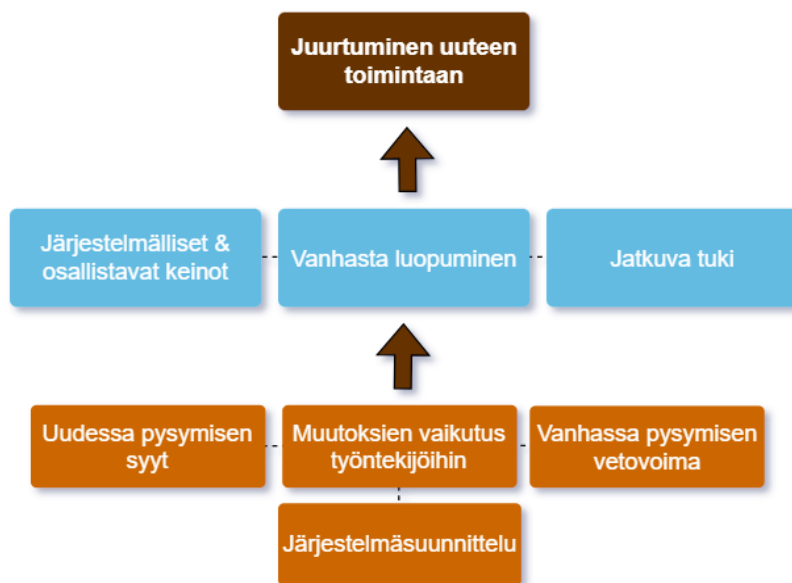 Juurtuminen uuteen
toimintaan
Järjestelmälliset &
osallistavat keinot
Vanhasta luopuminen
Jatkuva tuki
Uudessa pysymisen
syyt
Muutoksien vaikutus
työntekijöihin
Vanhassa pysymisen
vetovoima
Järjestelmäsuunnittelu